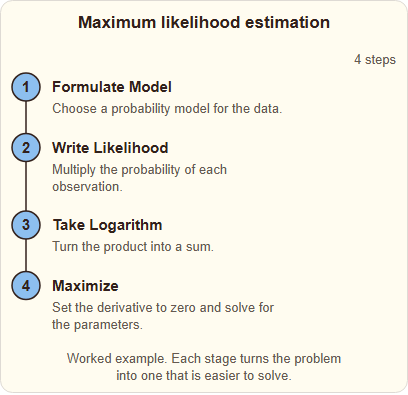 Maximum likelihood estimation
4 steps
1
Formulate Model
Choose a probability model for the data.
2
Write Likelihood
Multiply the probability of each
observation.
3
Take Logarithm
Turn the product into a sum.
4
Maximize
Set the derivative to zero and solve for
the parameters.
Worked example. Each stage turns the problem
into one that is easier to solve.